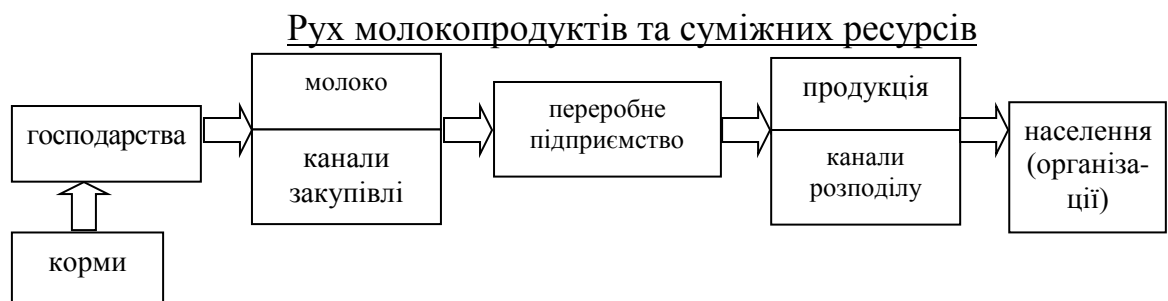 Рух молокопродуктів та суміжних ресурсів
господарства
корми
молоко
канали
закупівлі
переробне
підприємство
продукція
канали
розподілу
населення
(організа-
ції)